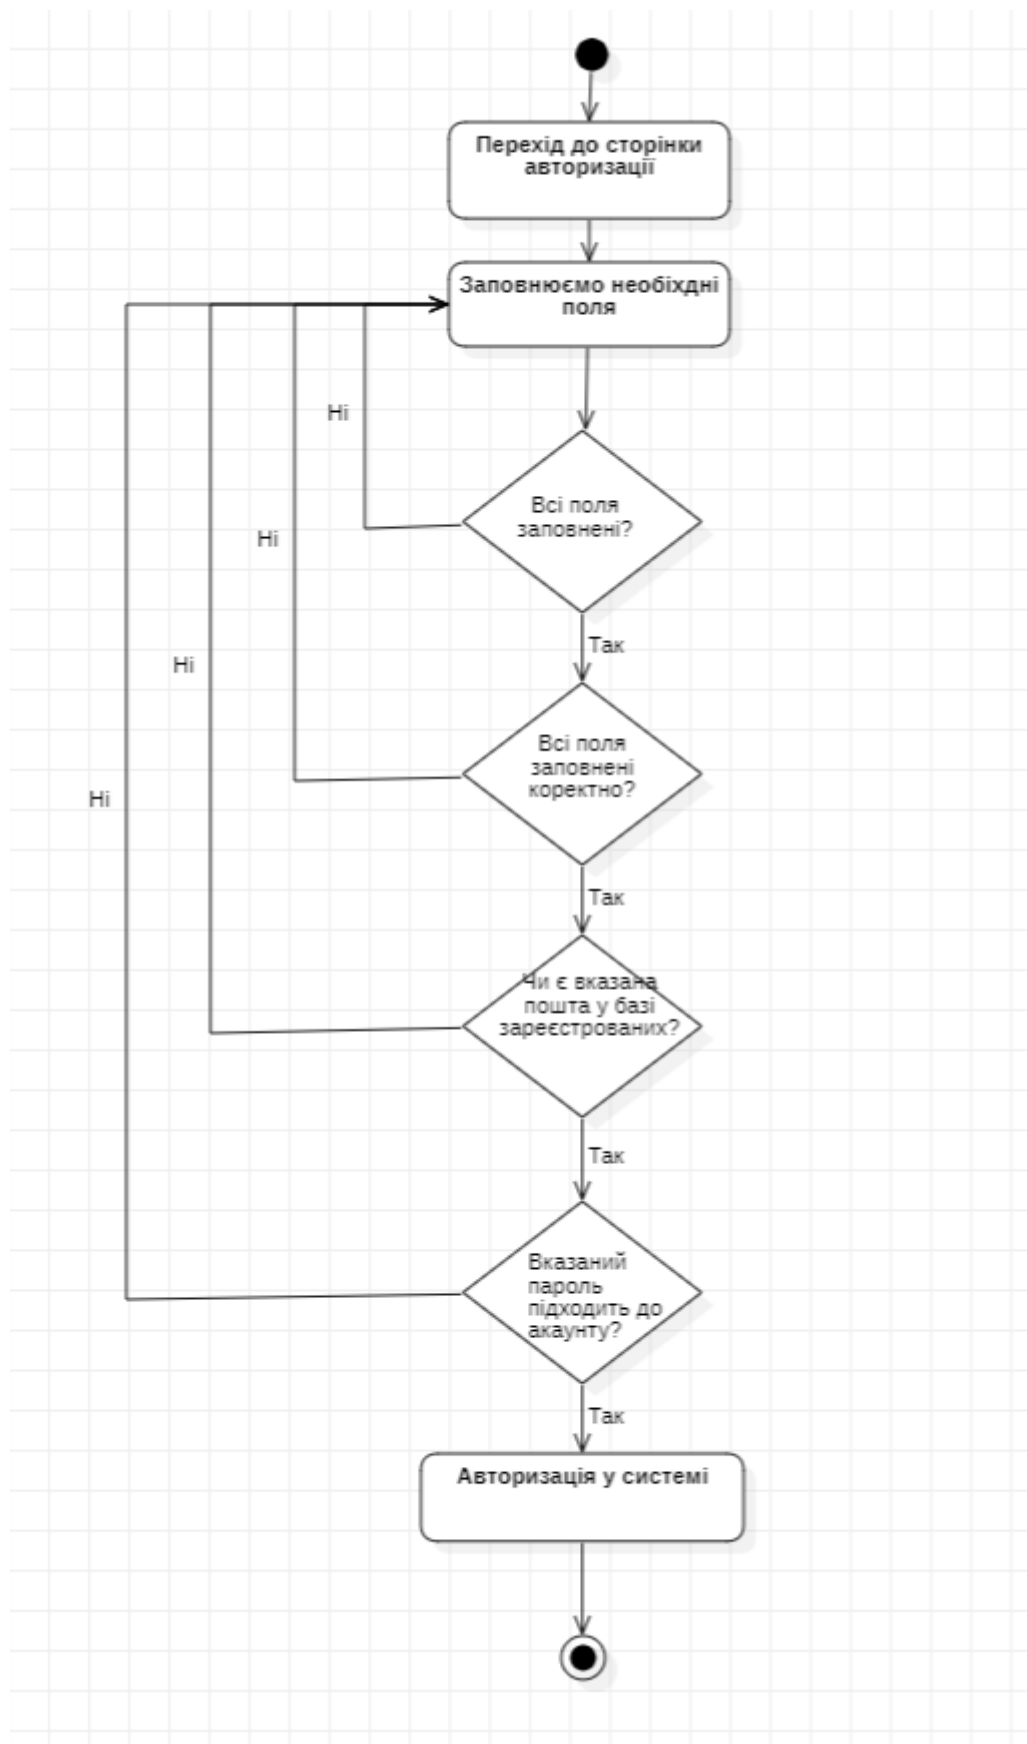 Перехід до сторінки
авторизації
Заповнюємо необіхдні
поля
Ні
Всі поля
заповнені?
Ні
Так
Ні
Всі поля
заповнені
коректно?
Ні
Так
Чи є вказана
пошта у базі
зареєстрованих?
Так
Вказаний
пароль
підходить до
акаунту?
Так
Авторизація у системі